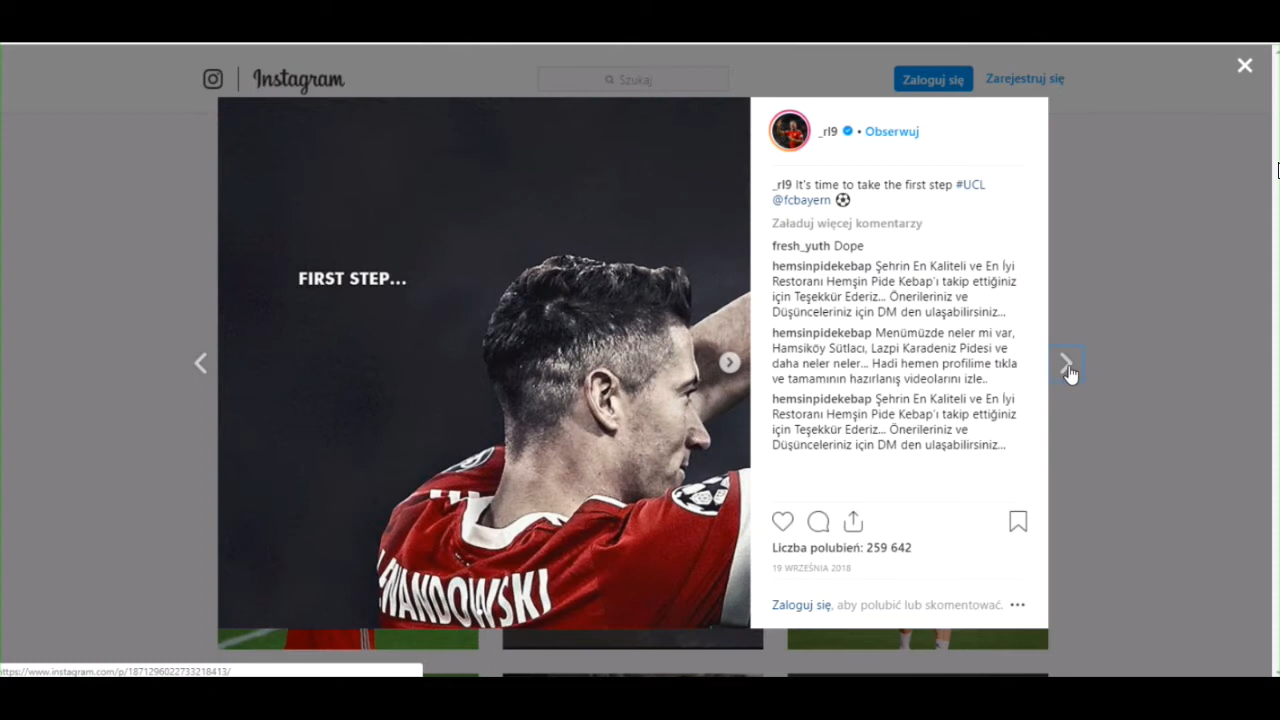 Instagram
Szukaj
Zaloguj się
Zarejestruj się
FIRST STEP...
_rl9 • Obserwuj
_rl9 It's time to take the first step #UCL
@fcbayern
Załaduj więcej komentarzy
fresh_yuth Dope
hemsinpidekebap Şehrin En Kaliteli ve En İyi
Restoranı Hemşin Pide Kebap'ı takip ettiğiniz
için Teşekkür Ederiz... Önerileriniz ve
Düşünceleriniz için DM den ulaşabilirsiniz...
hemsinpidekebap Menümüzde neler mi var,
Hamsiköy Sütlacı, Lazpi Karadeniz Pidesi ve
daha neler neler... Hadi hemen profilime tıkla
ve tamamının hazırlanış videolarını izle..
hemsinpidekebap Şehrin En Kaliteli ve En İyi
Restoranı Hemşin Pide Kebap'ı takip ettiğiniz
için Teşekkür Ederiz... Önerileriniz ve
Düşünceleriniz için DM den ulaşabilirsiniz...
EWANDOWSKI
Liczba polubień: 259 642
19 WRZEŚNIA 2018
Zaloguj się, aby polubić lub skomentować.
https://www.instagram.com/p/1871296022733218413/